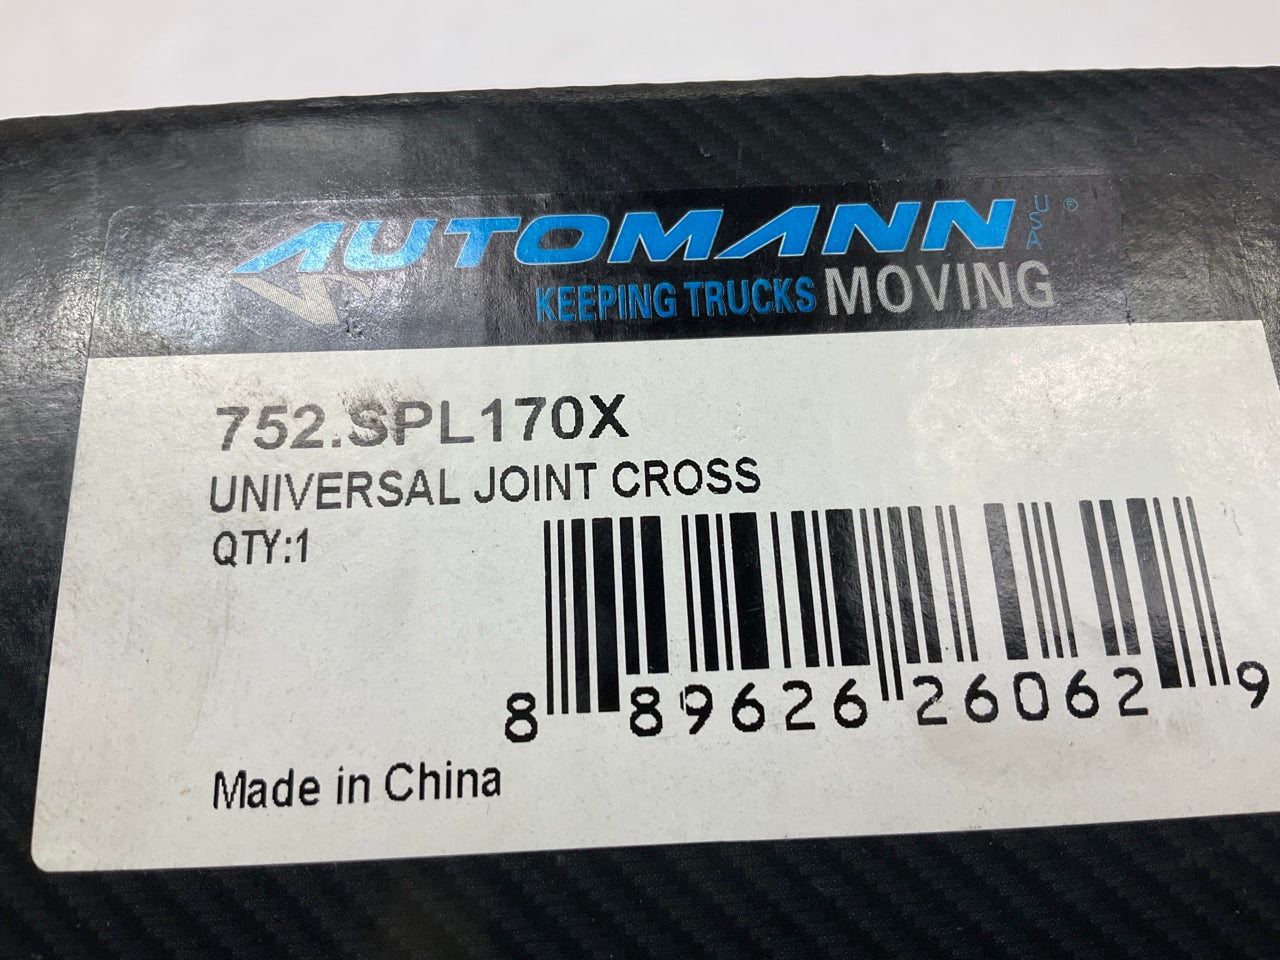 AUTOMANN USA®
KEEPING TRUCKS MOVING
752.SPL170X
UNIVERSAL JOINT CROSS
QTY:1
8 89626 26062 9
Made in China